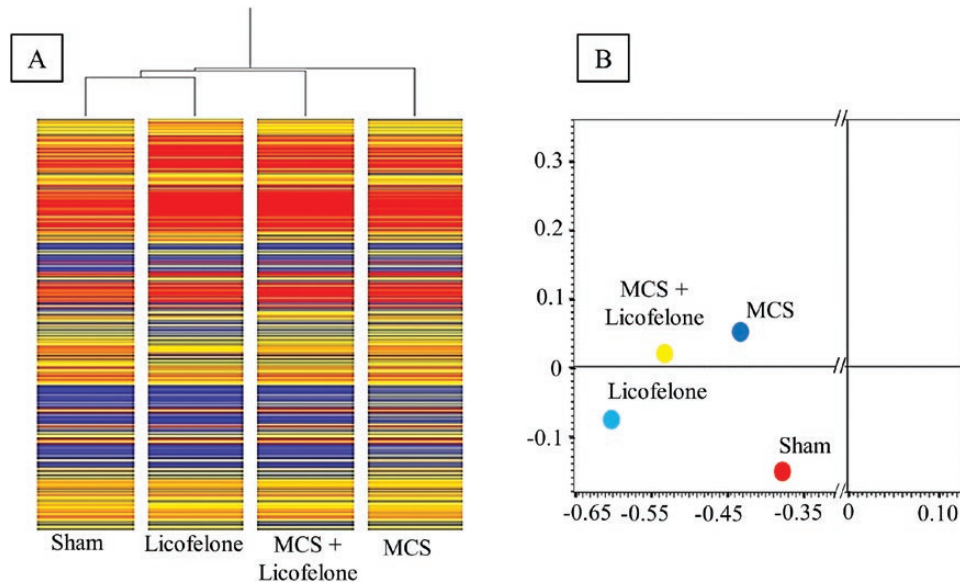 A
Sham
Licofelone
MCS +
Licofelone
MCS
B
0.3
0.2
0.1
0
-0.1
MCS +
Licofelone
MCS
Licofelone
Sham
-0.65 -0.55 -0.45 -0.35 0 0.10